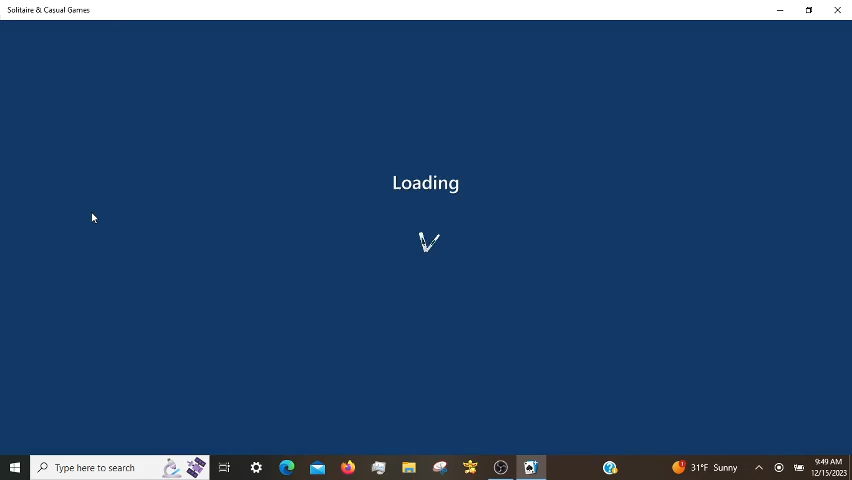 Solitaire & Casual Games
Loading
Type here to search
31°F Sunny
9:49 AM
12/15/2023